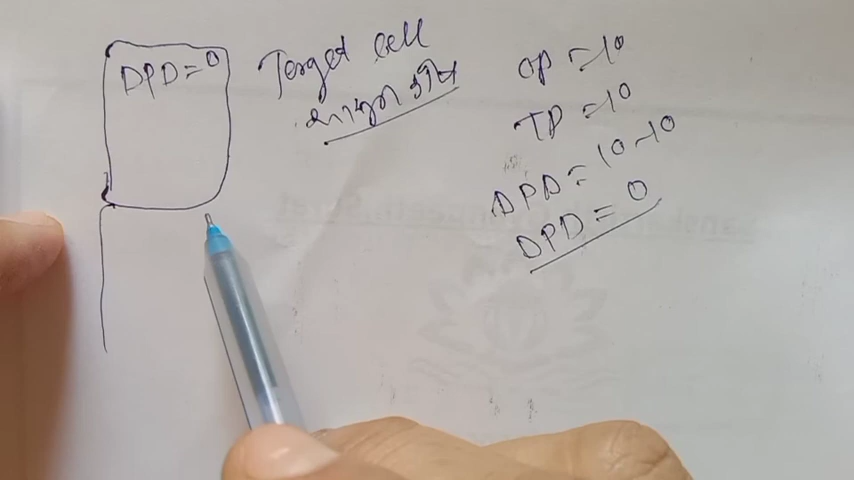 DPD = 0
Target cell
OP = 10
TP = 10
DPD = 10 - 10
DPD = 0